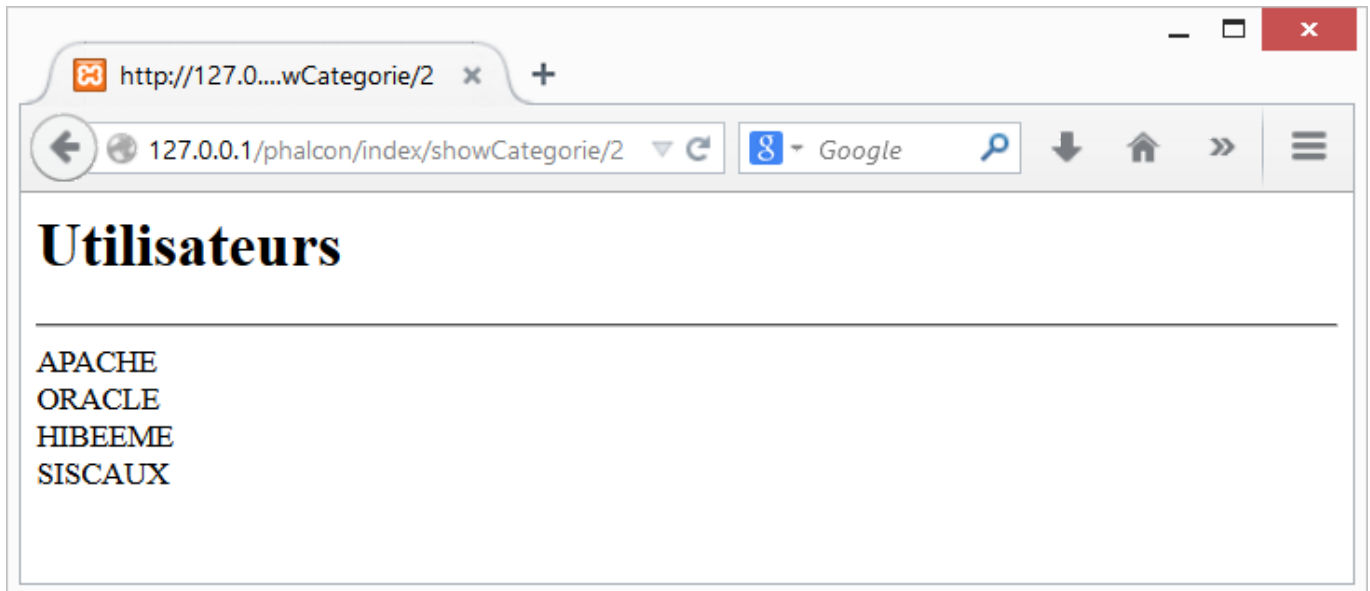 http://127.0....wCategorie/2
127.0.0.1/phalcon/index/showCategorie/2 8 Google
Utilisateurs
APACHE
ORACLE
HIBEEME
SISCAUX